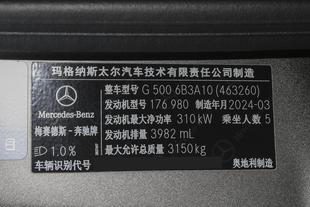 玛格纳斯太尔汽车技术有限责任公司制造
整车型号 G 500 6B3A10 (463260)
发动机型号 176 980 制造年月 2024-03
发动机最大净功率 310 kW 乘坐人数 5
Mercedes-Benz
梅赛德斯-奔驰牌
发动机排量 3982 mL
1.0%
最大允许总质量 3150kg
车辆识别代号
奥地利制造